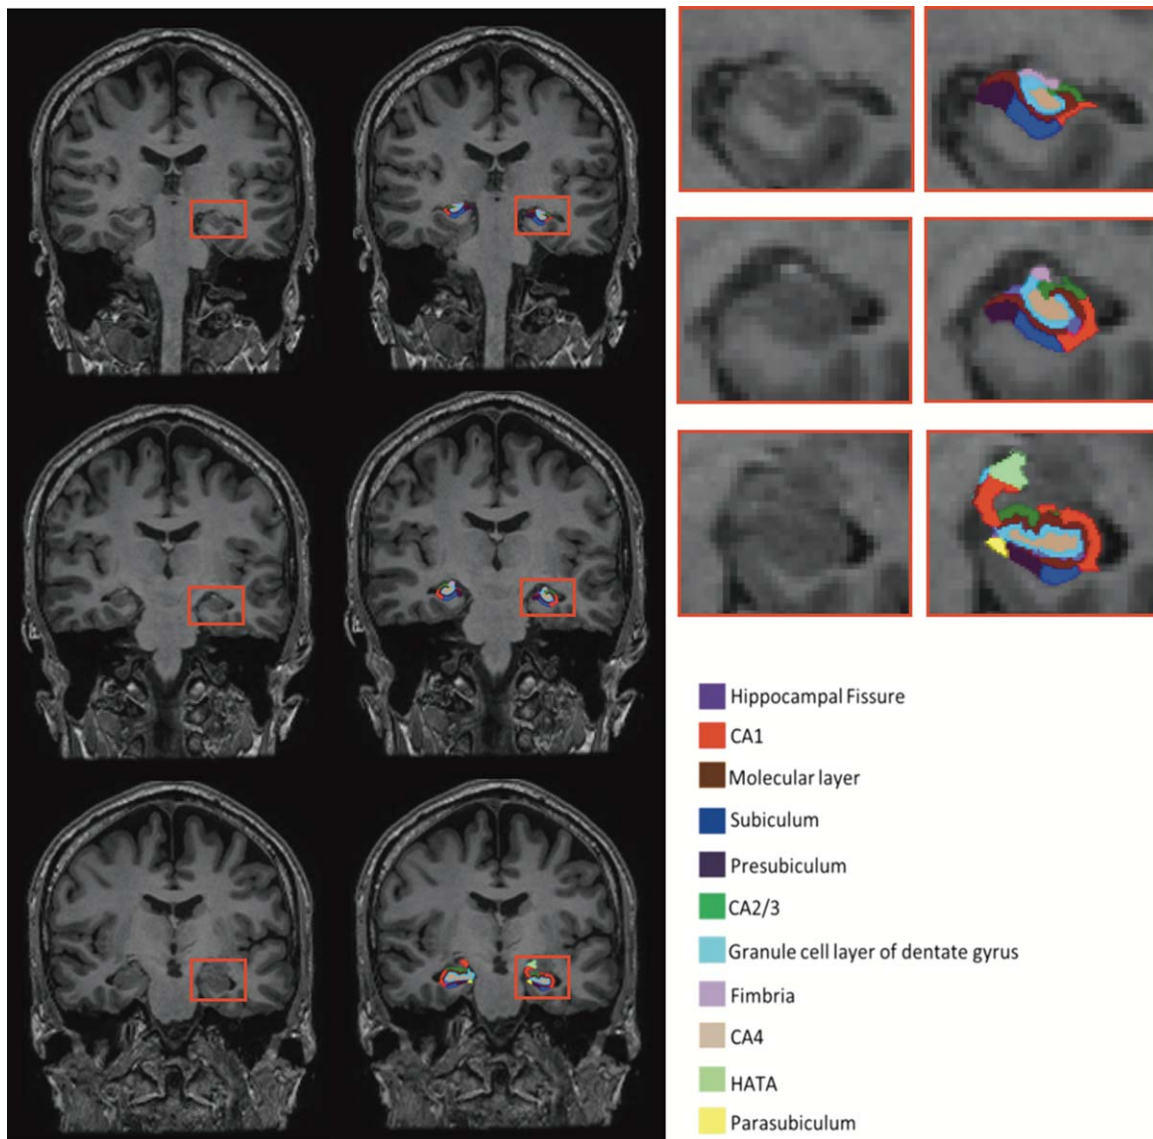 Hippocampal Fissure
CA1
Molecular layer
Subiculum
Presubiculum
CA2/3
Granule cell layer of dentate gyrus
Fimbria
CA4
HATA
Parasubiculum